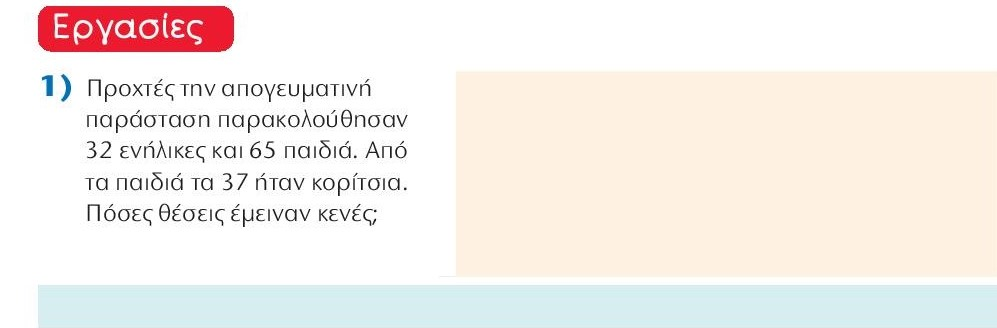 Εργασίες
1) Προχτές την απογευματινή
παράσταση παρακολούθησαν
32 ενήλικες και 65 παιδιά. Από
τα παιδιά τα 37 ήταν κορίτσια.
Πόσες θέσεις έμειναν κενές;